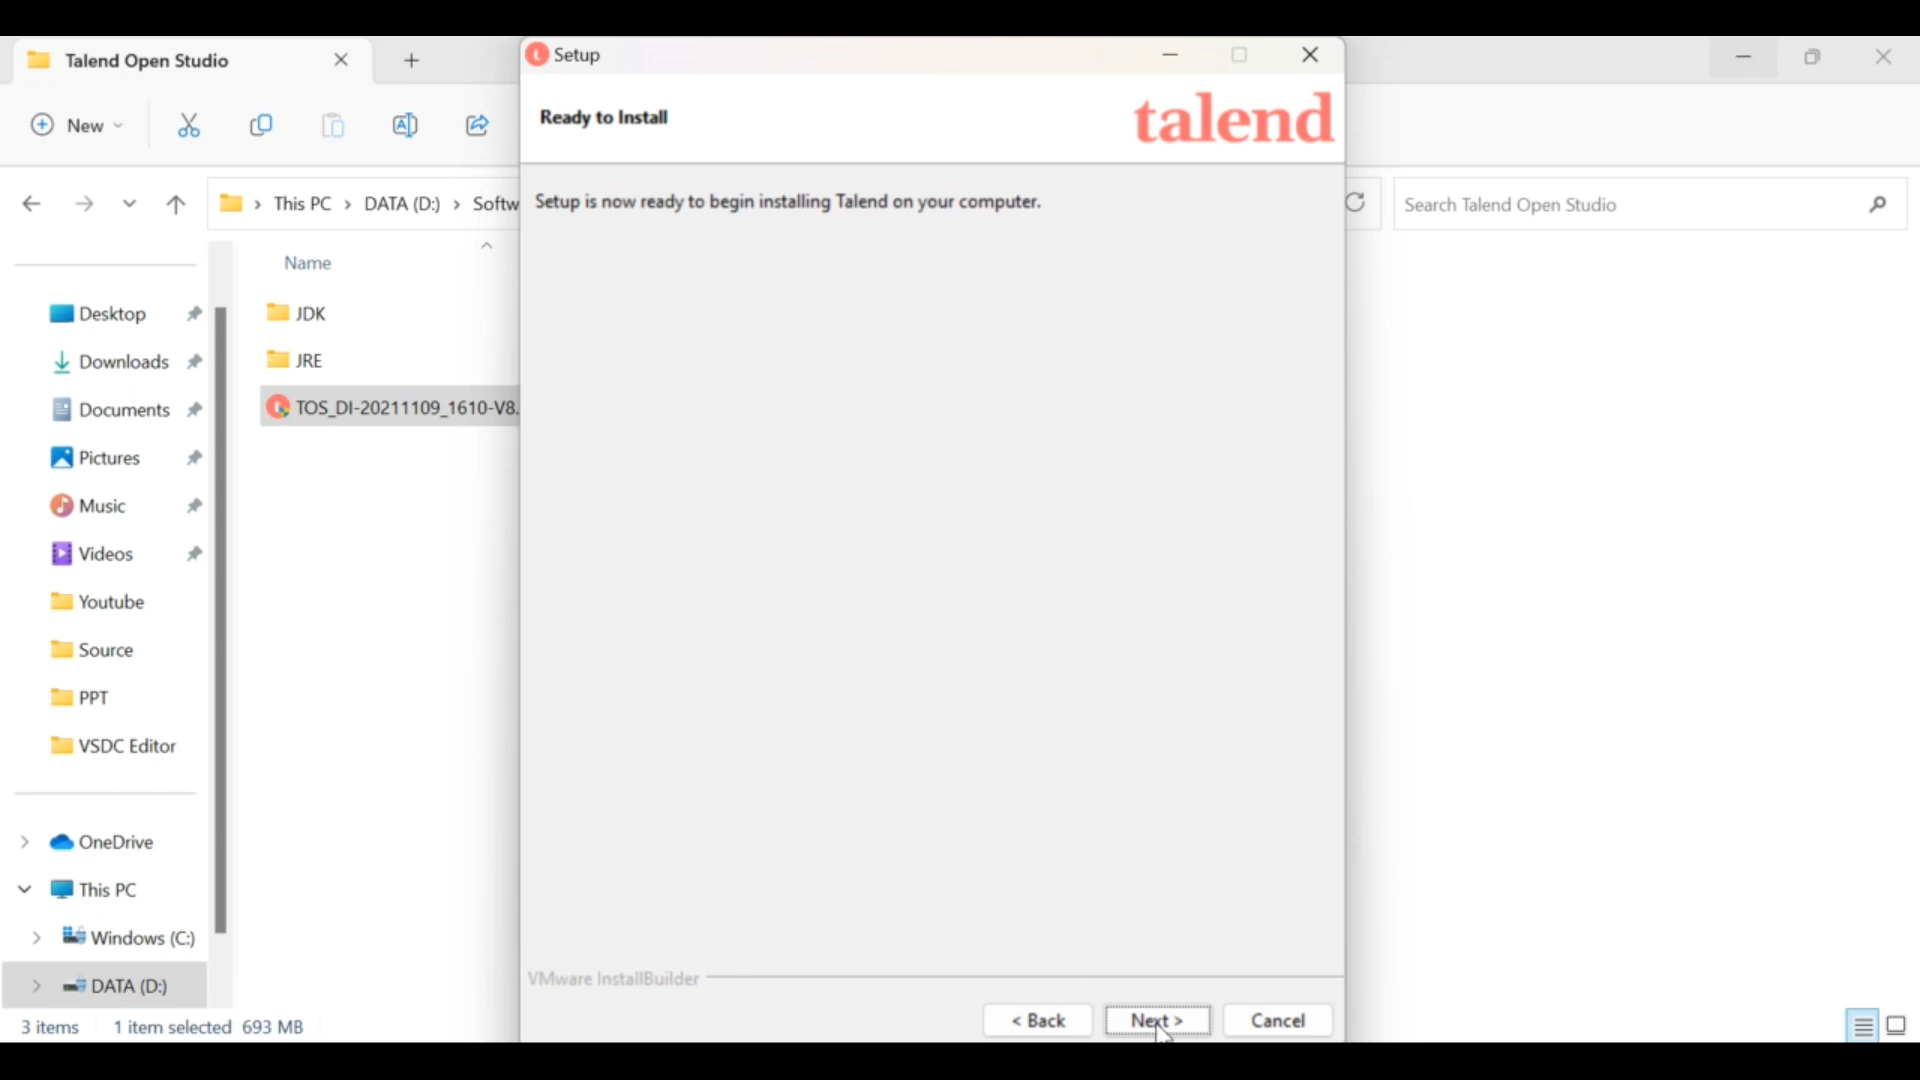 Talend Open Studio
Setup
New
Ready to Install
talend
This PC
DATA (D:)
Setup is now ready to begin installing Talend on your computer.
Search Talend Open Studio
Name
Desktop
JDK
Downloads
JRE
Documents
TOS_DI-20211109_1610-V8.
Pictures
Music
Videos
Youtube
Source
PPT
VSDC Editor
OneDrive
This PC
Windows (C:)
DATA (D:)
VMware InstallBuilder
< Back
Next >
Cancel
3 items
1 item selected 693 MB